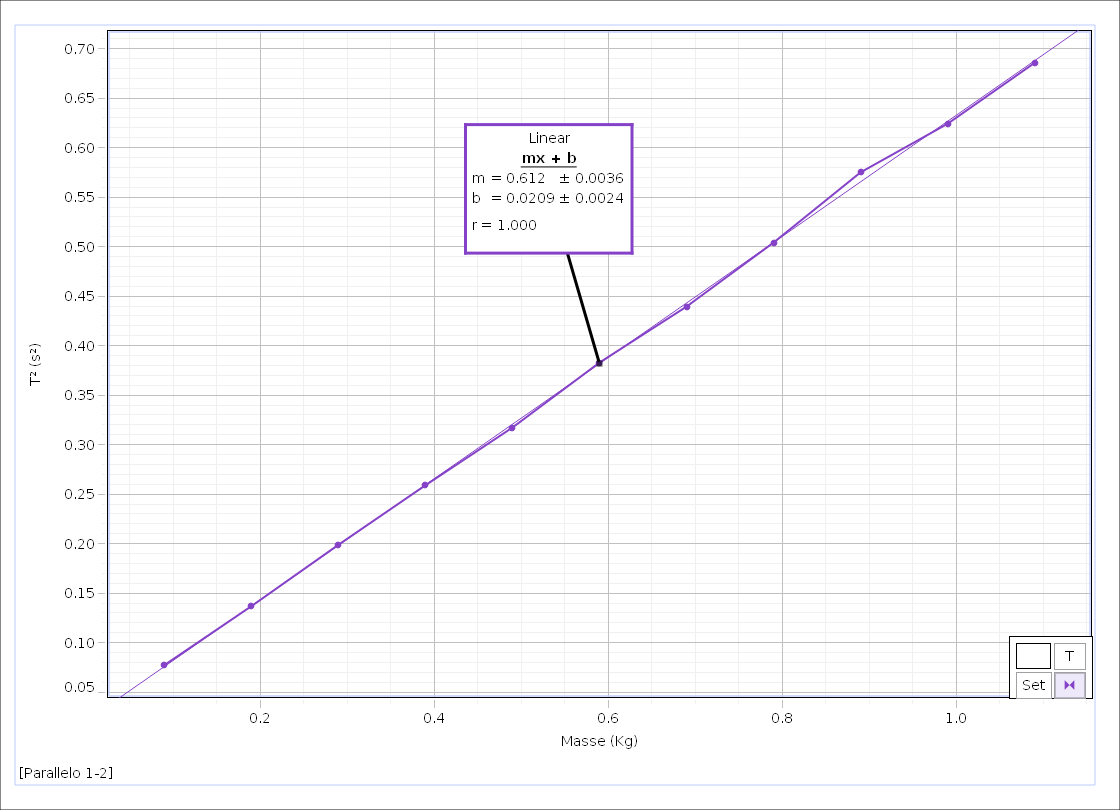 0.70
0.65
0.60
0.55
0.50
0.45
0.40
0.35
0.30
0.25
0.20
0.15
0.10
0.05
T² (s²)
Linear
mx + b
m = 0.612 ± 0.0036
b = 0.0209 ± 0.0024
r = 1.000
T
Set
0.2 0.4 0.6 0.8 1.0
Masse (Kg)
[Parallelo 1-2]